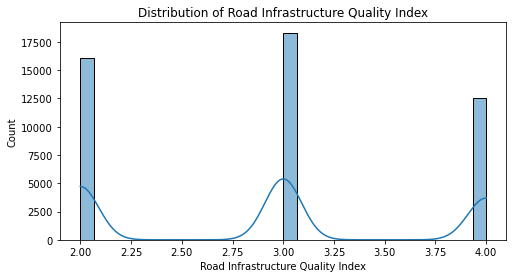 Distribution of Road Infrastructure Quality Index
17500
15000
12500
10000
7500
5000
2500
0
Count
2.00 2.25 2.50 2.75 3.00 3.25 3.50 3.75 4.00
Road Infrastructure Quality Index